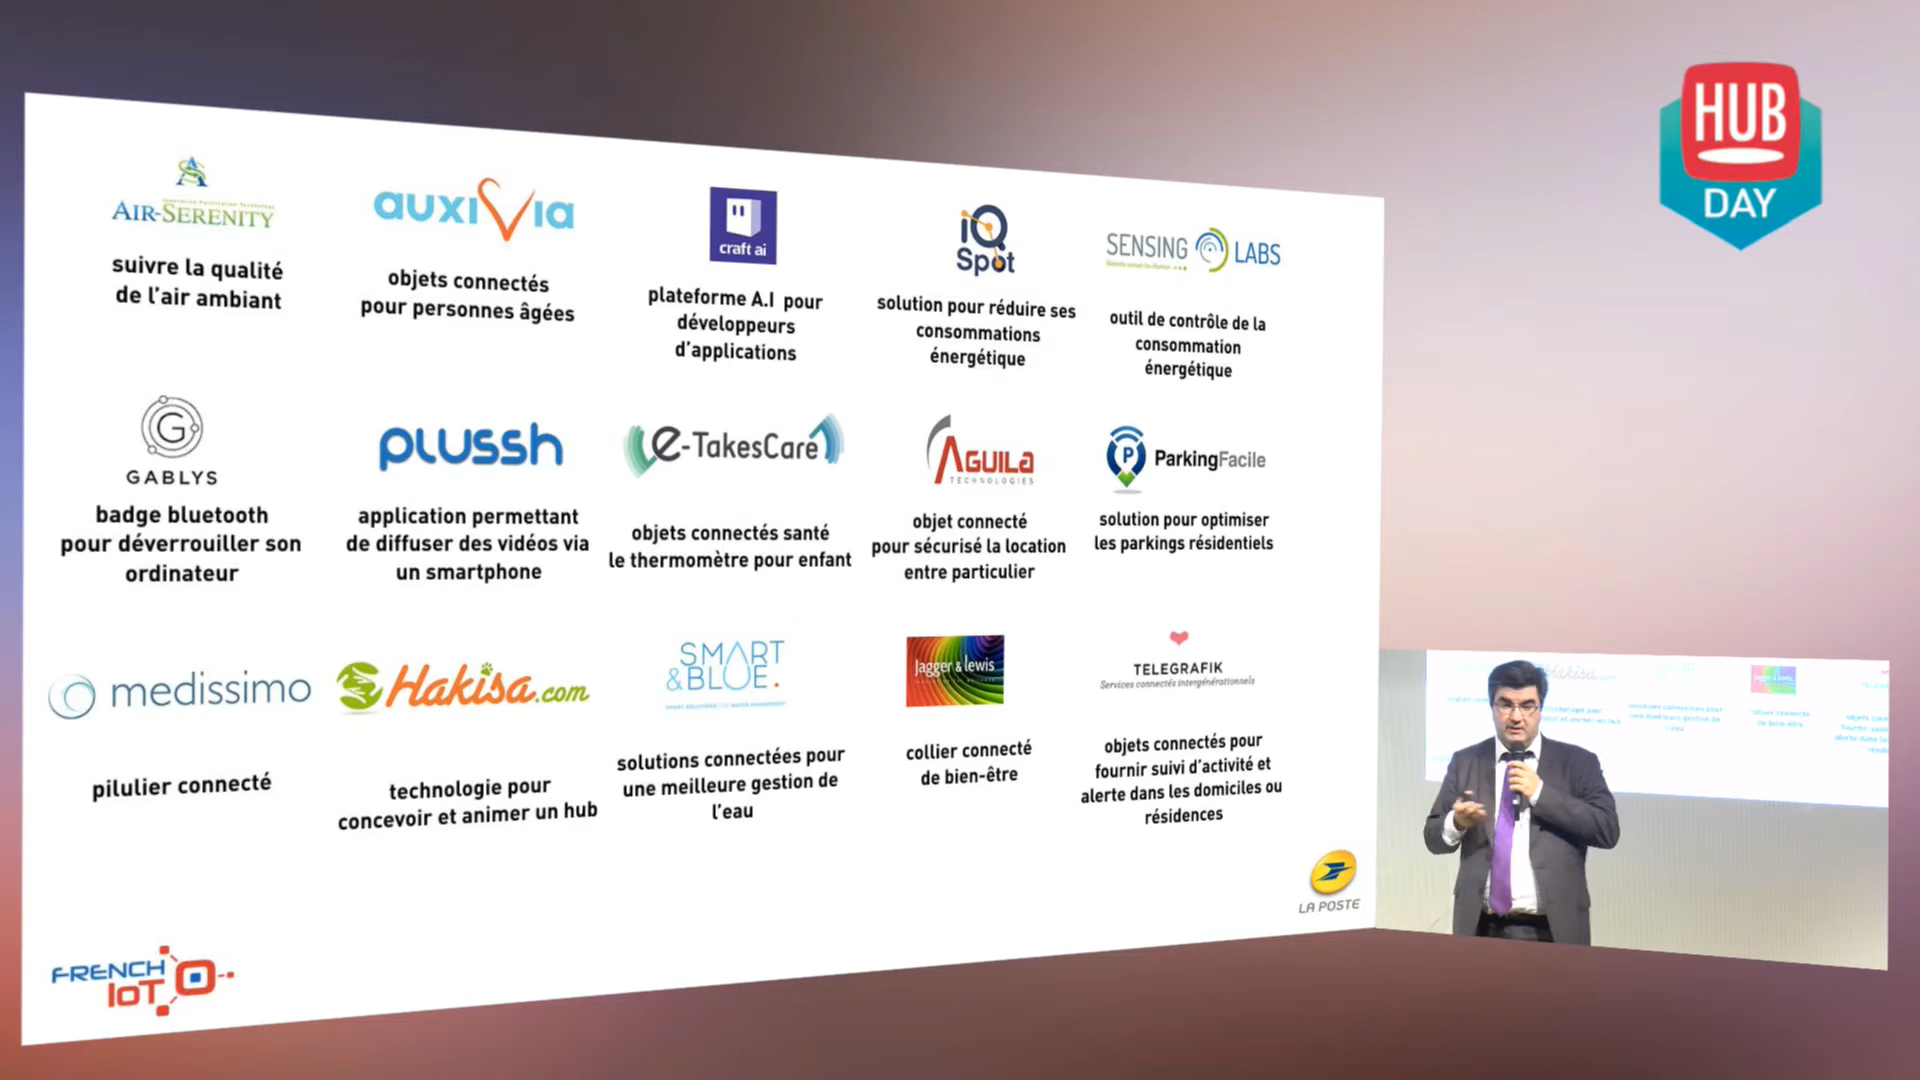 HUB
DAY
AIR-SERENITY
suivre la qualité
de l'air ambiant
auxivia
objets connectés
pour personnes âgées
craft ai
plateforme A.I pour
développeurs
d'applications
iQ
Spot
solution pour réduire ses
consommations
énergétique
SENSING LABS
outil de contrôle de la
consommation
énergétique
G
GABLYS
badge bluetooth
pour déverrouiller son
ordinateur
plussh
application permettant
de diffuser des vidéos via
un smartphone
e-TakesCare
objets connectés santé
le thermomètre pour enfant
AGUILA
TECHNOLOGIES
objet connecté
pour sécurisé la location
entre particulier
P
ParkingFacile
solution pour optimiser
les parkings résidentiels
medissimo
pilulier connecté
Hakisa.com
technologie pour
concevoir et animer un hub
SMART
&BLUE.
solutions connectées pour
une meilleure gestion de
l'eau
Jagger & lewis
collier connecté
de bien-être
TELEGRAFIK
Services connectés intergénérationnels
objets connectés pour
fournir suivi d'activité et
alerte dans les domiciles ou
résidences
LA POSTE
FRENCH
IoT